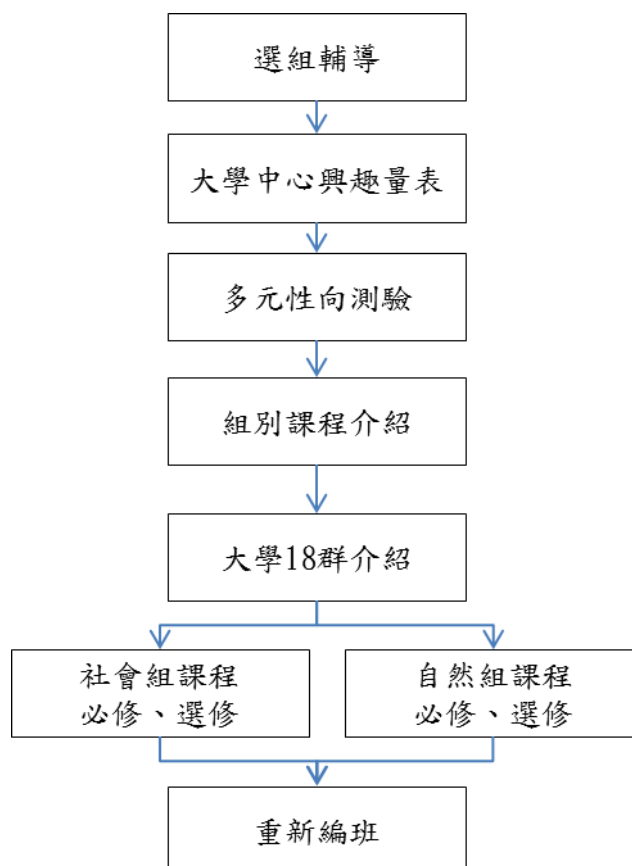 選組輔導
大學中心興趣量表
多元性向測驗
組別課程介紹
大學18群介紹
社會組課程
必修、選修
自然組課程
必修、選修
重新編班